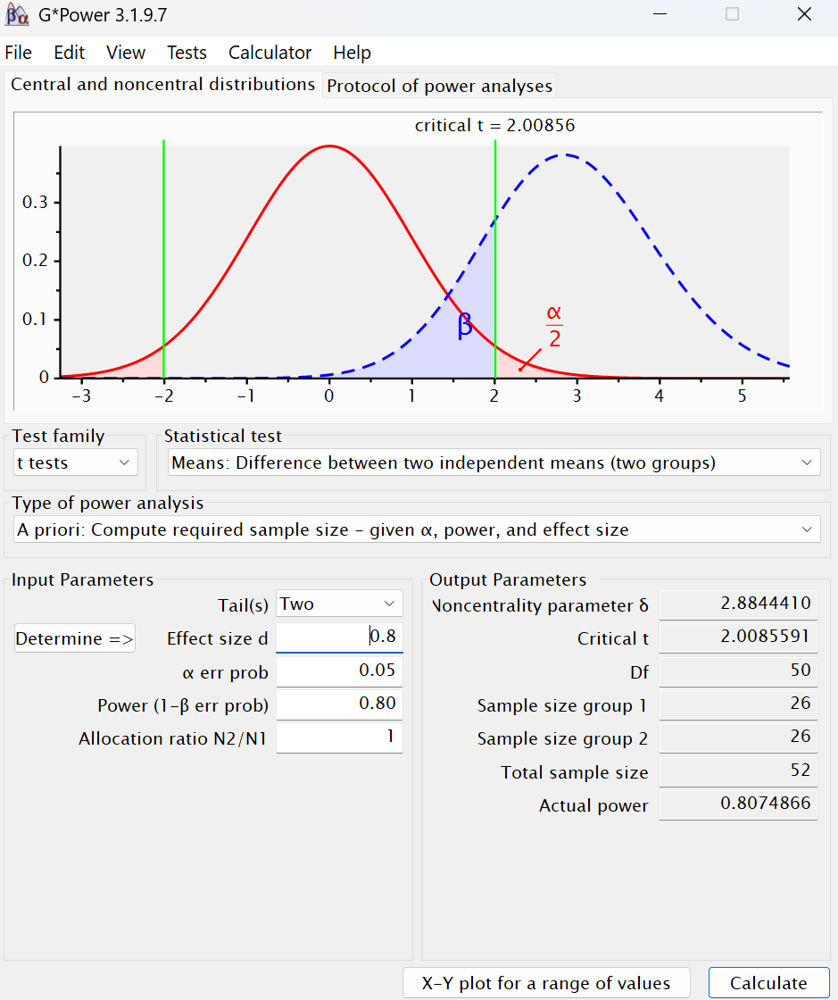 G*Power 3.1.9.7
File Edit View Tests Calculator Help
Central and noncentral distributions Protocol of power analyses
critical t = 2.00856
0.3
0.2
0.1
0
β
α
2
-3 -2 -1 0 1 2 3 4 5
Test family Statistical test
t tests Means: Difference between two independent means (two groups)
Type of power analysis
A priori: Compute required sample size - given α, power, and effect size
Input Parameters Output Parameters
Tail(s) Two Noncentrality parameter δ 2.8844410
Determine => Effect size d 0.8 Critical t 2.0085591
α err prob 0.05 Df 50
Power (1-β err prob) 0.80 Sample size group 1 26
Allocation ratio N2/N1 1 Sample size group 2 26
Total sample size 52
Actual power 0.8074866
X-Y plot for a range of values Calculate